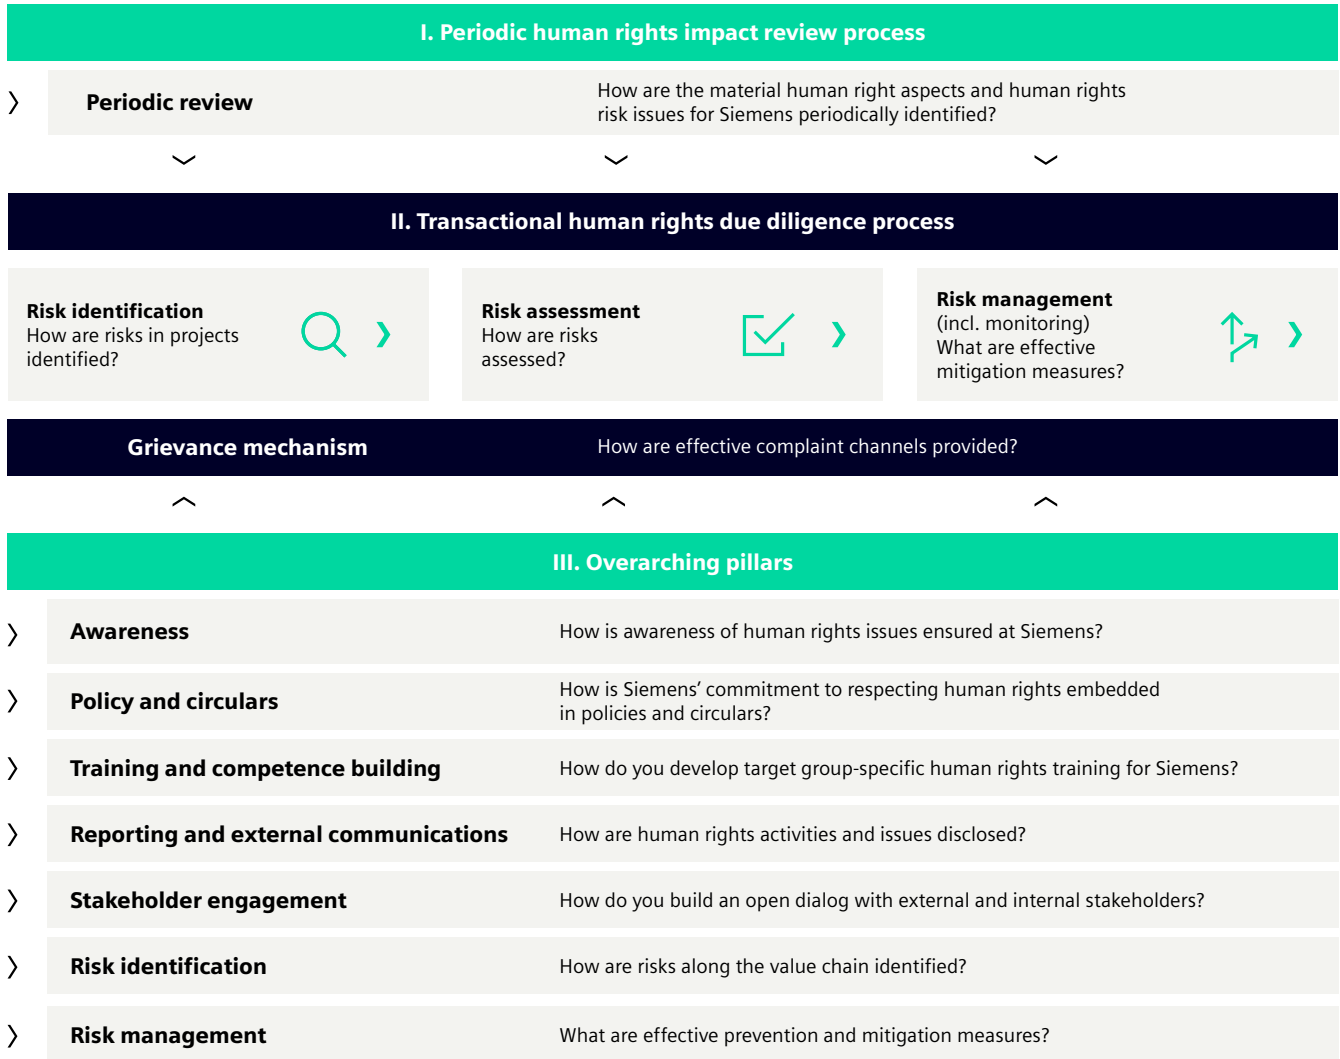 I. Periodic human rights impact review process
Periodic review
How are the material human right aspects and human rights
risk issues for Siemens periodically identified?
II. Transactional human rights due diligence process
Risk identification
How are risks in projects
identified?
Risk assessment
How are risks
assessed?
Risk management
(incl. monitoring)
What are effective
mitigation measures?
Grievance mechanism
How are effective complaint channels provided?
III. Overarching pillars
Awareness
How is awareness of human rights issues ensured at Siemens?
Policy and circulars
How is Siemens’ commitment to respecting human rights embedded
in policies and circulars?
Training and competence building
How do you develop target group-specific human rights training for Siemens?
Reporting and external communications
How are human rights activities and issues disclosed?
Stakeholder engagement
How do you build an open dialog with external and internal stakeholders?
Risk identification
How are risks along the value chain identified?
Risk management
What are effective prevention and mitigation measures?